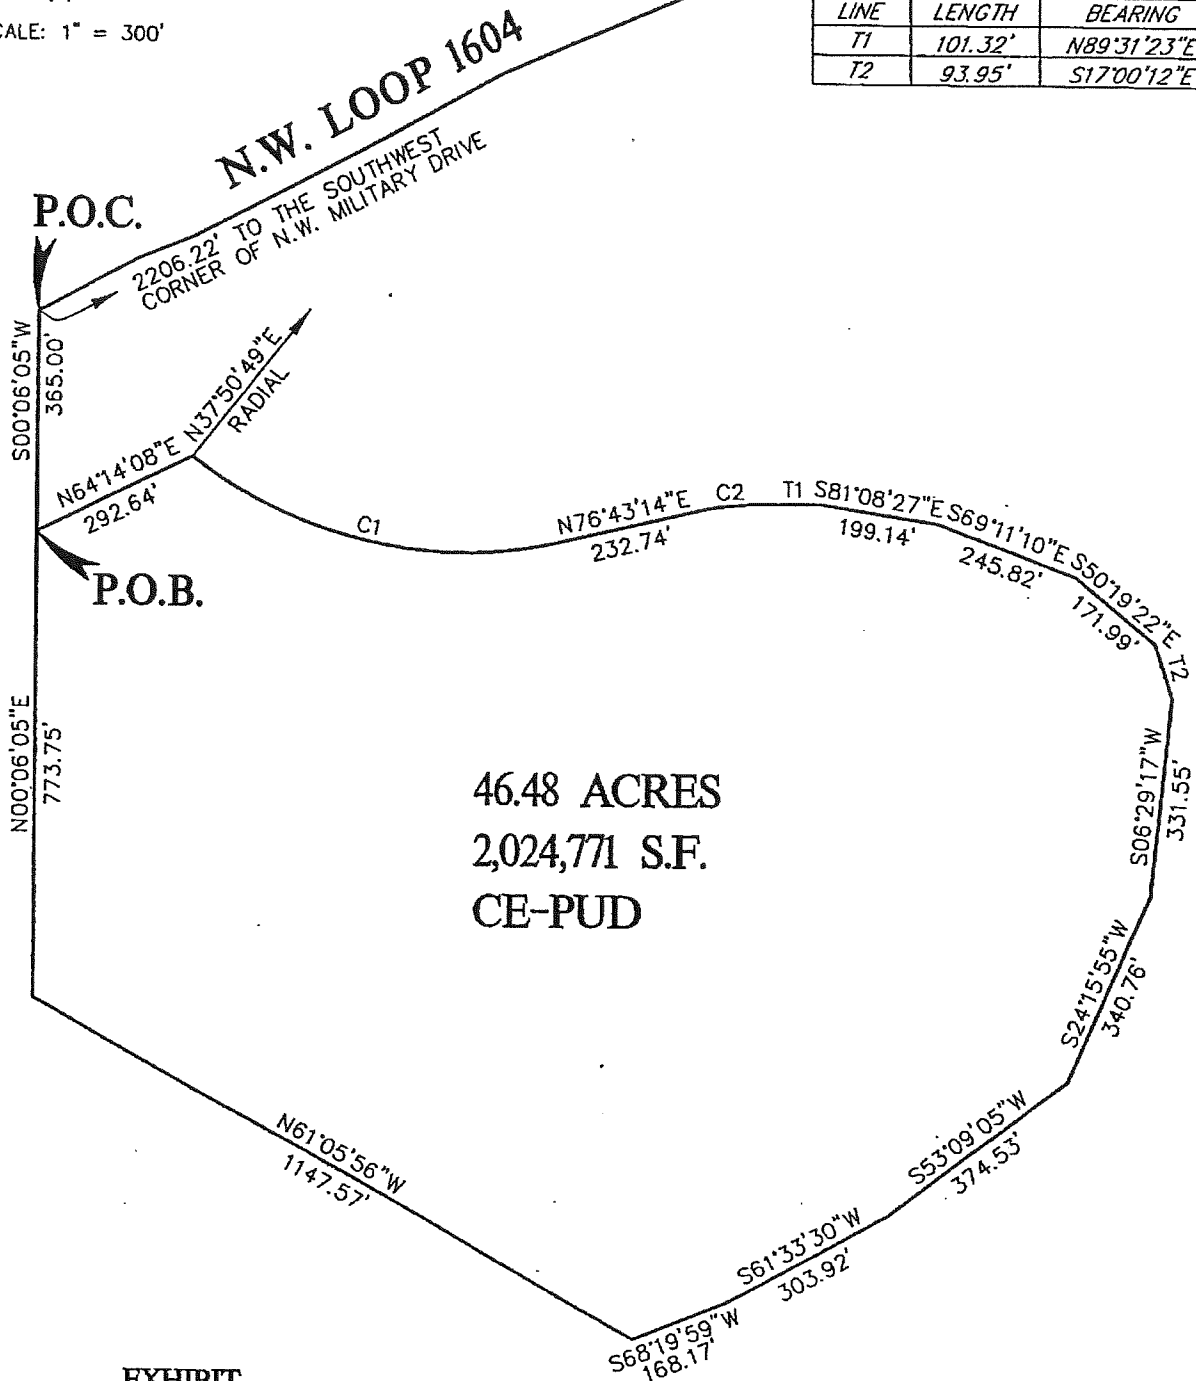 SCALE: 1" = 300'
LINE LENGTH BEARING
T1 101.32' N89°31'23"E
T2 93.95' S17°00'12"E
N.W. LOOP 1604
2206.22' TO THE SOUTHWEST
CORNER OF N.W. MILITARY DRIVE
P.O.C.
S00°06'05"W
365.00'
N37°50'49"E
RADIAL
N64°14'08"E
292.64'
C1
N76°43'14"E
232.74'
C2
T1
S81°08'27"E
199.14'
S69°11'10"E
245.82'
S50°19'22"E
171.99'
T2
P.O.B.
N00°06'05"E
773.75'
46.48 ACRES
2,024,771 S.F.
CE-PUD
S06°29'17"W
331.55'
S24°15'55"W
340.76'
S53°09'05"W
374.53'
S61°33'30"W
303.92'
S68°19'59"W
168.17'
N61°05'56"W
1147.57'
EXHIBIT